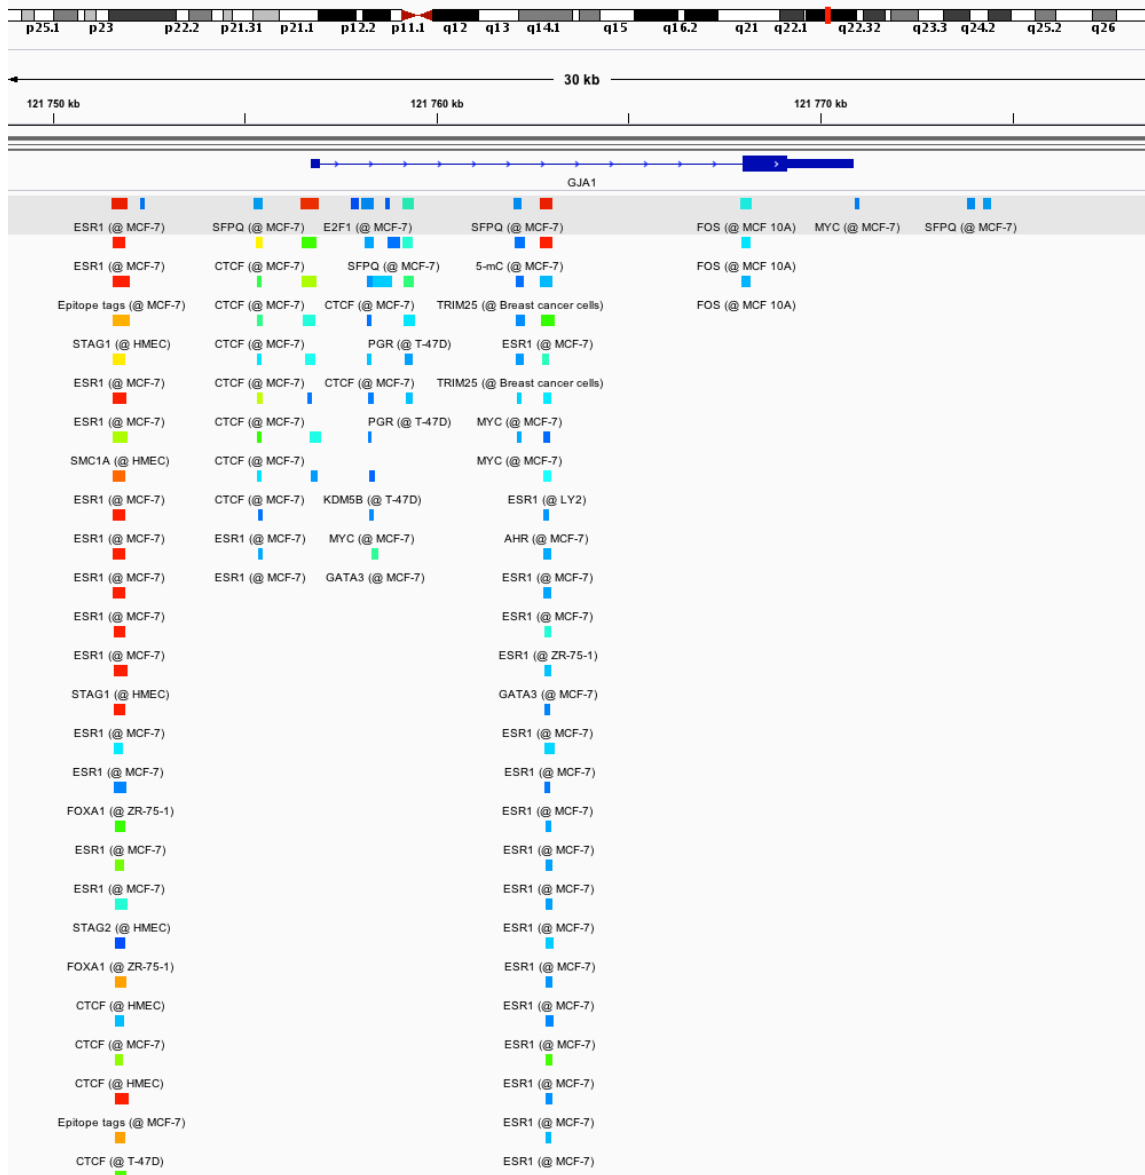 p25.1 p23 p22.2 p21.31 p21.1 p12.2 p11.1 q12 q13 q14.1 q15 q16.2 q21 q22.1 q22.32 q23.3 q24.2 q25.2 q26
30 kb
121 750 kb 121 760 kb 121 770 kb
GJA1
ESR1 (@ MCF-7) SFPQ (@ MCF-7) E2F1 (@ MCF-7) SFPQ (@ MCF-7) FOS (@ MCF 10A) MYC (@ MCF-7) SFPQ (@ MCF-7)
ESR1 (@ MCF-7) CTCF (@ MCF-7) SFPQ (@ MCF-7) 5-mC (@ MCF-7) FOS (@ MCF 10A)
Epitope tags (@ MCF-7) CTCF (@ MCF-7) CTCF (@ MCF-7) TRIM25 (@ Breast cancer cells) FOS (@ MCF 10A)
STAG1 (@ HMEC) CTCF (@ MCF-7) PGR (@ T-47D) ESR1 (@ MCF-7)
ESR1 (@ MCF-7) CTCF (@ MCF-7) CTCF (@ MCF-7) TRIM25 (@ Breast cancer cells)
ESR1 (@ MCF-7) CTCF (@ MCF-7) PGR (@ T-47D) MYC (@ MCF-7)
SMC1A (@ HMEC) CTCF (@ MCF-7) MYC (@ MCF-7)
ESR1 (@ MCF-7) CTCF (@ MCF-7) KDM5B (@ T-47D) ESR1 (@ LY2)
ESR1 (@ MCF-7) ESR1 (@ MCF-7) MYC (@ MCF-7) AHR (@ MCF-7)
ESR1 (@ MCF-7) ESR1 (@ MCF-7) GATA3 (@ MCF-7) ESR1 (@ MCF-7)
ESR1 (@ MCF-7) ESR1 (@ MCF-7)
ESR1 (@ MCF-7) ESR1 (@ ZR-75-1)
STAG1 (@ HMEC) GATA3 (@ MCF-7)
ESR1 (@ MCF-7) ESR1 (@ MCF-7)
ESR1 (@ MCF-7) ESR1 (@ MCF-7)
FOXA1 (@ ZR-75-1) ESR1 (@ MCF-7)
ESR1 (@ MCF-7) ESR1 (@ MCF-7)
ESR1 (@ MCF-7) ESR1 (@ MCF-7)
STAG2 (@ HMEC) ESR1 (@ MCF-7)
FOXA1 (@ ZR-75-1) ESR1 (@ MCF-7)
CTCF (@ HMEC) ESR1 (@ MCF-7)
CTCF (@ MCF-7) ESR1 (@ MCF-7)
CTCF (@ HMEC) ESR1 (@ MCF-7)
Epitope tags (@ MCF-7) ESR1 (@ MCF-7)
CTCF (@ T-47D) ESR1 (@ MCF-7)